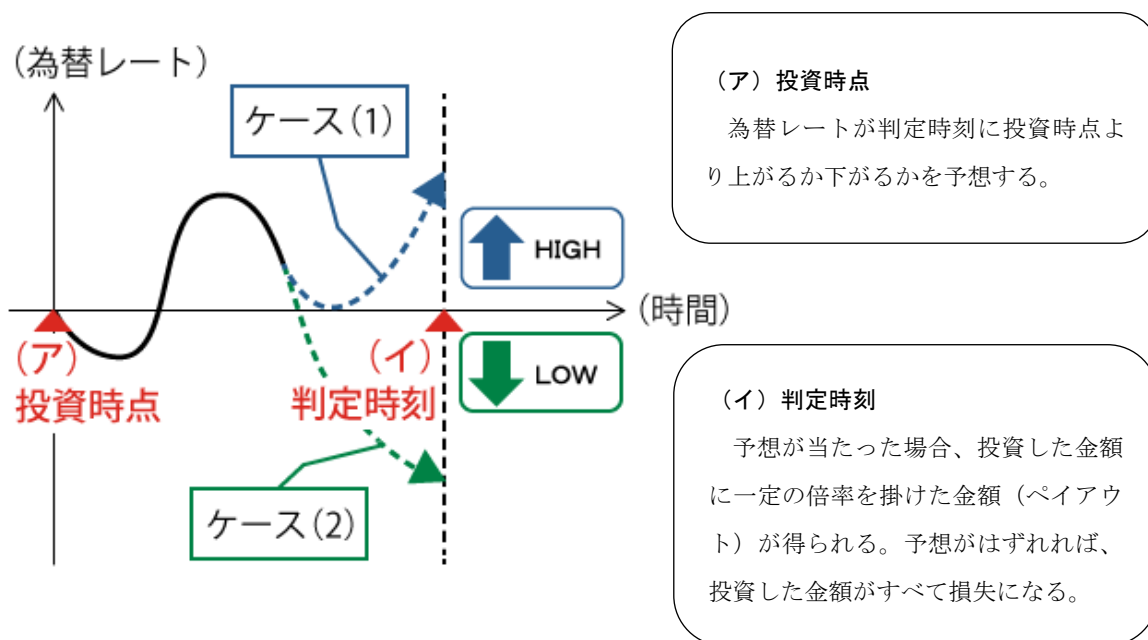 (為替レート)
ケース(1)
HIGH
(時間)
LOW
(ア)
投資時点
(イ)
判定時刻
ケース(2)
(ア)投資時点
為替レートが判定時刻に投資時点よ
り上がるか下がるかを予想する。
(イ)判定時刻
予想が当たった場合、投資した金額
に一定の倍率を掛けた金額(ペイアウ
ト)が得られる。予想がはずれれば、
投資した金額がすべて損失になる。